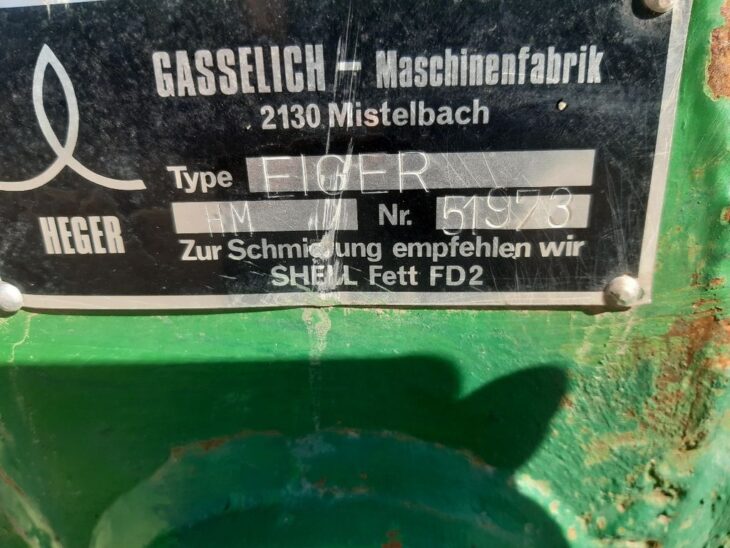 GASSELICH - Maschinenfabrik
2130 Mistelbach
Type EIGER
HM Nr. 51973
HEGER
Zur Schmierung empfehlen wir
SHELL Fett FD2